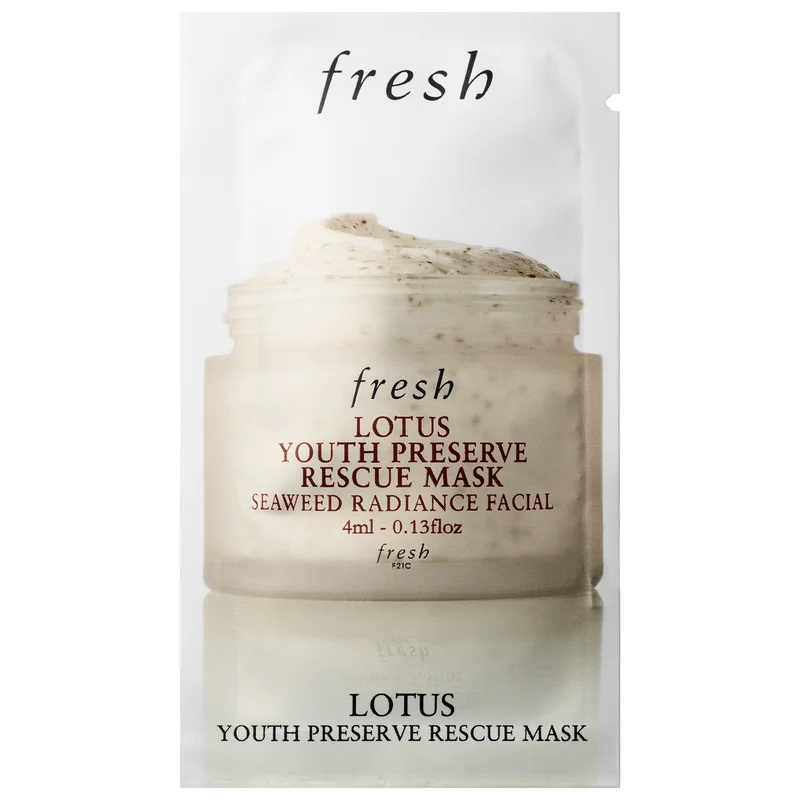 fresh
fresh
LOTUS
YOUTH PRESERVE
RESCUE MASK
SEAWEED RADIANCE FACIAL
4ml - 0.13floz
fresh
F21C
fresh
LOTUS
YOUTH PRESERVE RESCUE MASK